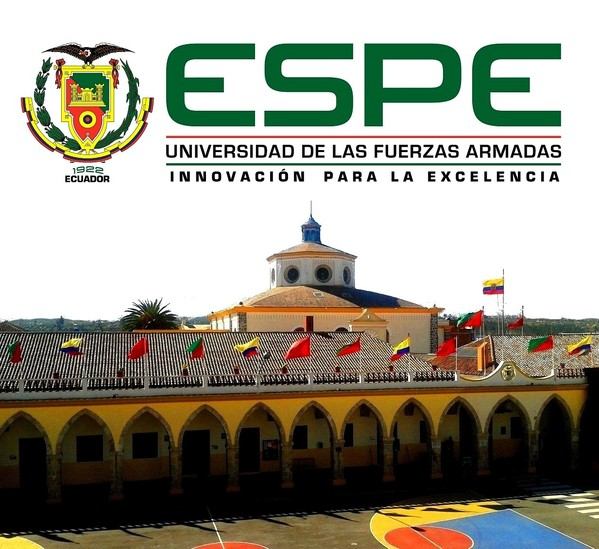 ESPE
UNIVERSIDAD DE LAS FUERZAS ARMADAS
INNOVACIÓN PARA LA EXCELENCIA
1922
ECUADOR